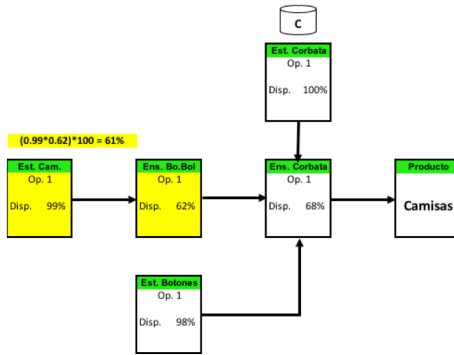 C
Est. Corbata
Op. 1
Disp. 100%
(0.99*0.62)*100 = 61%
Est. Cam.
Op. 1
Disp. 99%
Ens. Bo.Bol
Op. 1
Disp. 62%
Ens. Corbata
Op. 1
Disp. 68%
Producto
Camisas
Est. Botones
Op. 1
Disp. 98%